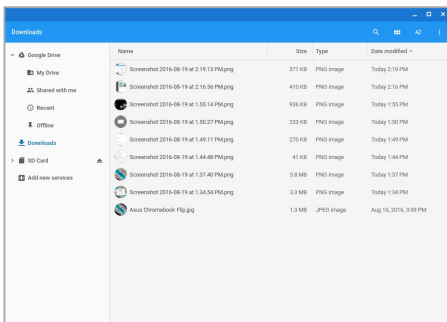 Downloads
Google Drive
My Drive
Shared with me
Recent
Offline
Downloads
SD Card
Add new services
Name Size Type Date modified
Screenshot 2016-08-19 at 2.19.13 PM.png 371 KB PNG image Today 2:19 PM
Screenshot 2016-08-19 at 2.16.56 PM.png 410 KB PNG image Today 2:16 PM
Screenshot 2016-08-19 at 1.55.14 PM.png 936 KB PNG image Today 1:55 PM
Screenshot 2016-08-19 at 1.50.27 PM.png 233 KB PNG image Today 1:50 PM
Screenshot 2016-08-19 at 1.49.11 PM.png 270 KB PNG image Today 1:49 PM
Screenshot 2016-08-19 at 1.44.48 PM.png 41 KB PNG image Today 1:44 PM
Screenshot 2016-08-19 at 1.37.40 PM.png 3.8 MB PNG image Today 1:37 PM
Screenshot 2016-08-19 at 1.34.54 PM.png 3.3 MB PNG image Today 1:34 PM
Asus Chromebook Flip.jpg 1.3 MB JPEG image Aug 15, 2016, 3:59 PM